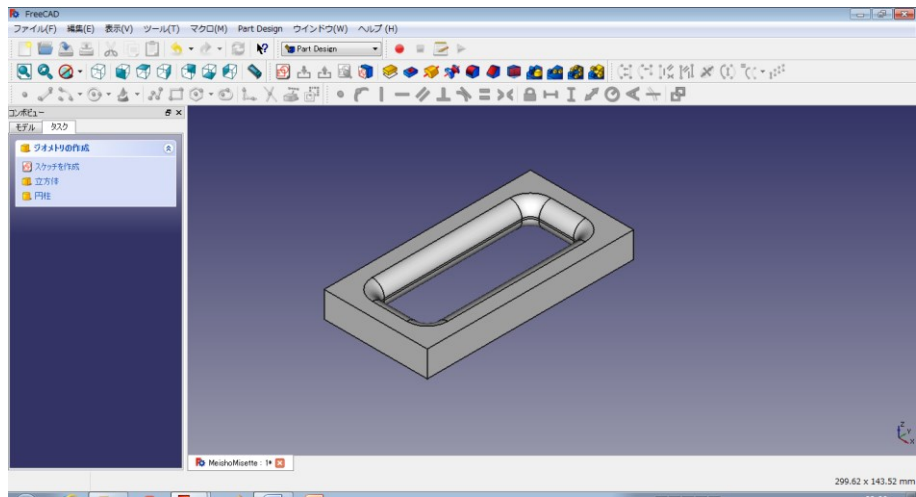 FreeCAD
ファイル(F) 編集(E) 表示(V) ツール(T) マクロ(M) Part Design ウインドウ(W) ヘルプ(H)
Part Design
コンボビュー
モデル タスク
ジオメトリの作成
スケッチを作成
立方体
円柱
Z
Y
X
MeishoMisette : 1*
299.62 x 143.52 mm